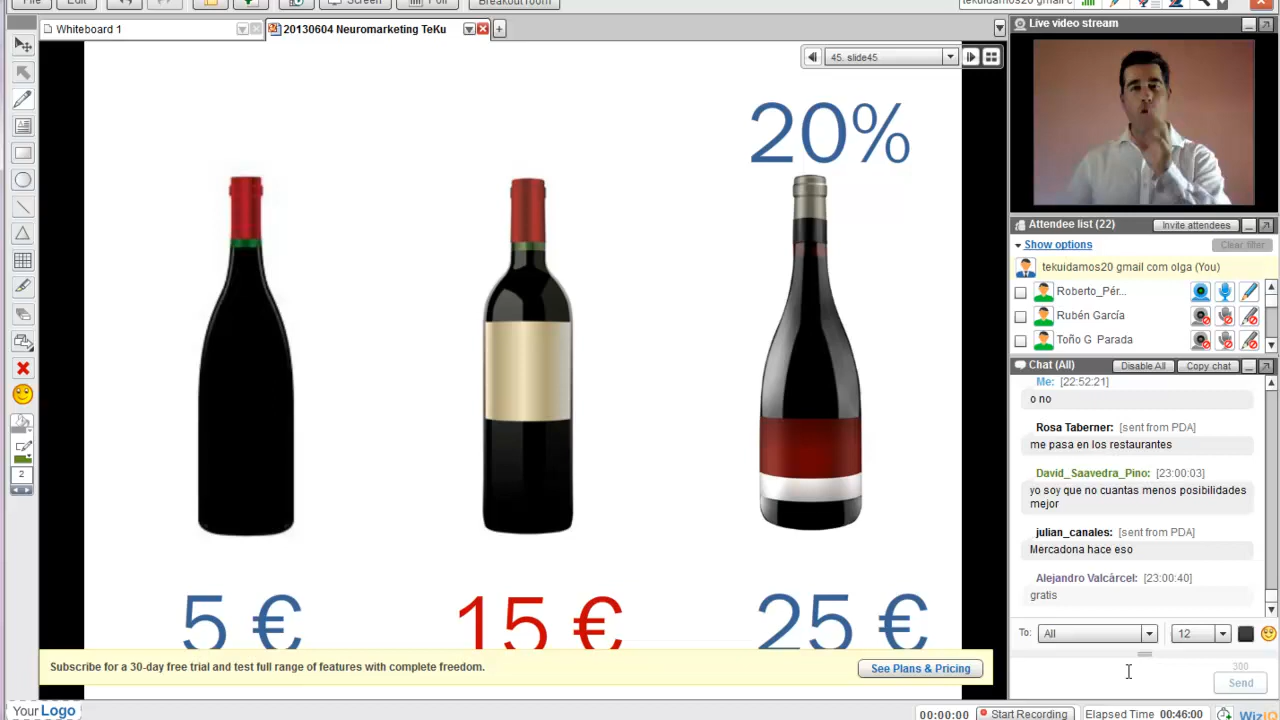 File
Edit
Screen
Poll
Breakout room
Whiteboard 1
20130604 Neuromarketing TeKu
Live video stream
45. slide45
20%
Attendee list (22)
Invite attendees
Show options
Clear filter
tekuidamos20 gmail com olga (You)
Roberto_Pér...
Rubén García
Toño G Parada
Chat (All)
Disable All
Copy chat
Me: [22:52:21]
o no
Rosa Taberner: [sent from PDA]
me pasa en los restaurantes
David_Saavedra_Pino: [23:00:03]
yo soy que no cuantas menos posibilidades
mejor
julian_canales: [sent from PDA]
Mercadona hace eso
Alejandro Valcárcel: [23:00:40]
gratis
2
5 €
15 €
25 €
To:
All
12
Subscribe for a 30-day free trial and test full range of features with complete freedom.
See Plans & Pricing
300
Send
Your Logo
00:00:00
Start Recording
Elapsed Time 00:46:00
WizIQ